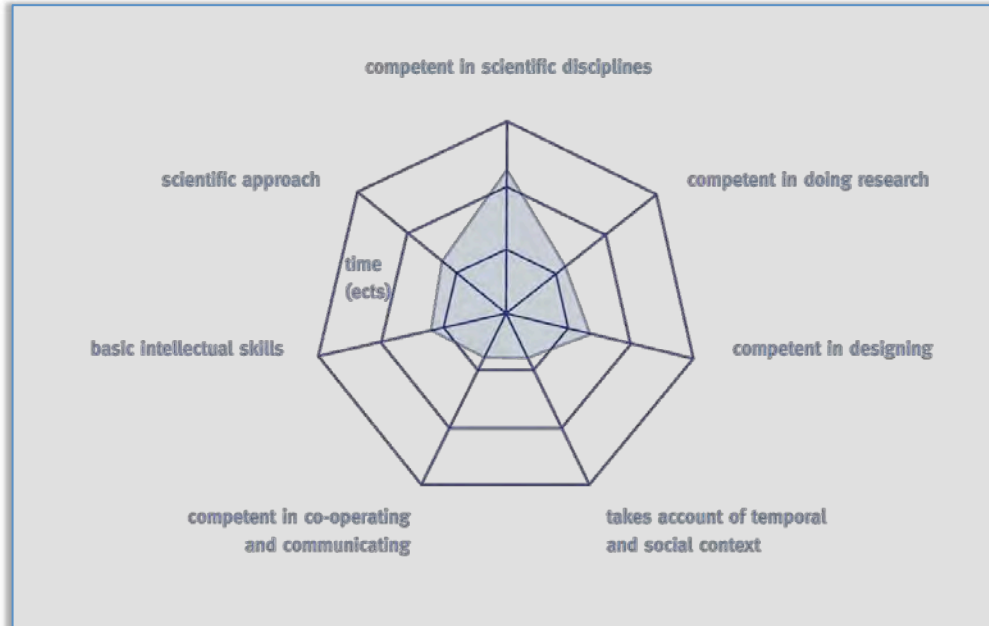 competent in scientific disciplines
scientific approach
competent in doing research
time
(ects)
basic intellectual skills
competent in designing
competent in co-operating
and communicating
takes account of temporal
and social context